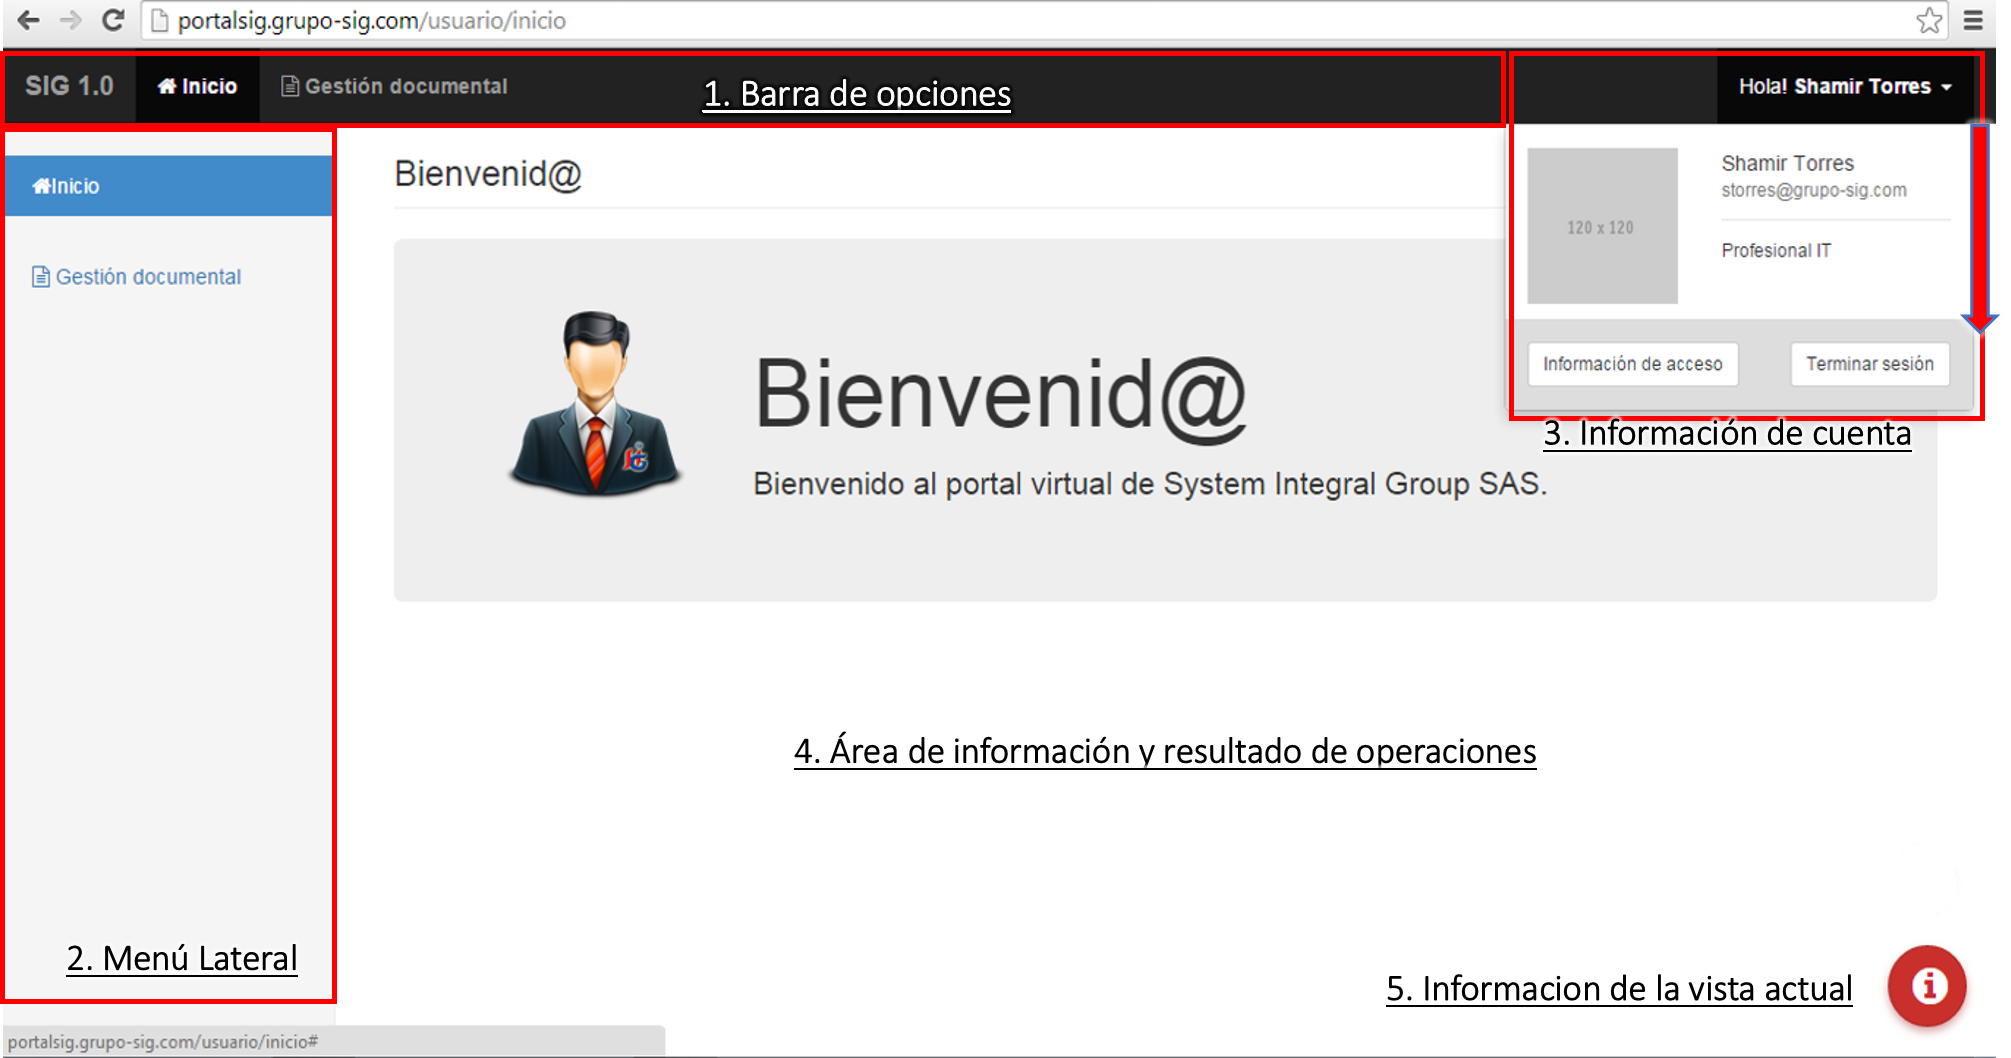 portalsig.grupo-sig.com/usuario/inicio
SIG 1.0
Inicio
Gestión documental
1. Barra de opciones
Hola! Shamir Torres
Inicio
Gestión documental
2. Menú Lateral
Bienvenid@
120 x 120
Shamir Torres
storres@grupo-sig.com
Profesional IT
Información de acceso
Terminar sesión
3. Información de cuenta
Bienvenid@
Bienvenido al portal virtual de System Integral Group SAS.
4. Área de información y resultado de operaciones
5. Informacion de la vista actual
portalsig.grupo-sig.com/usuario/inicio#